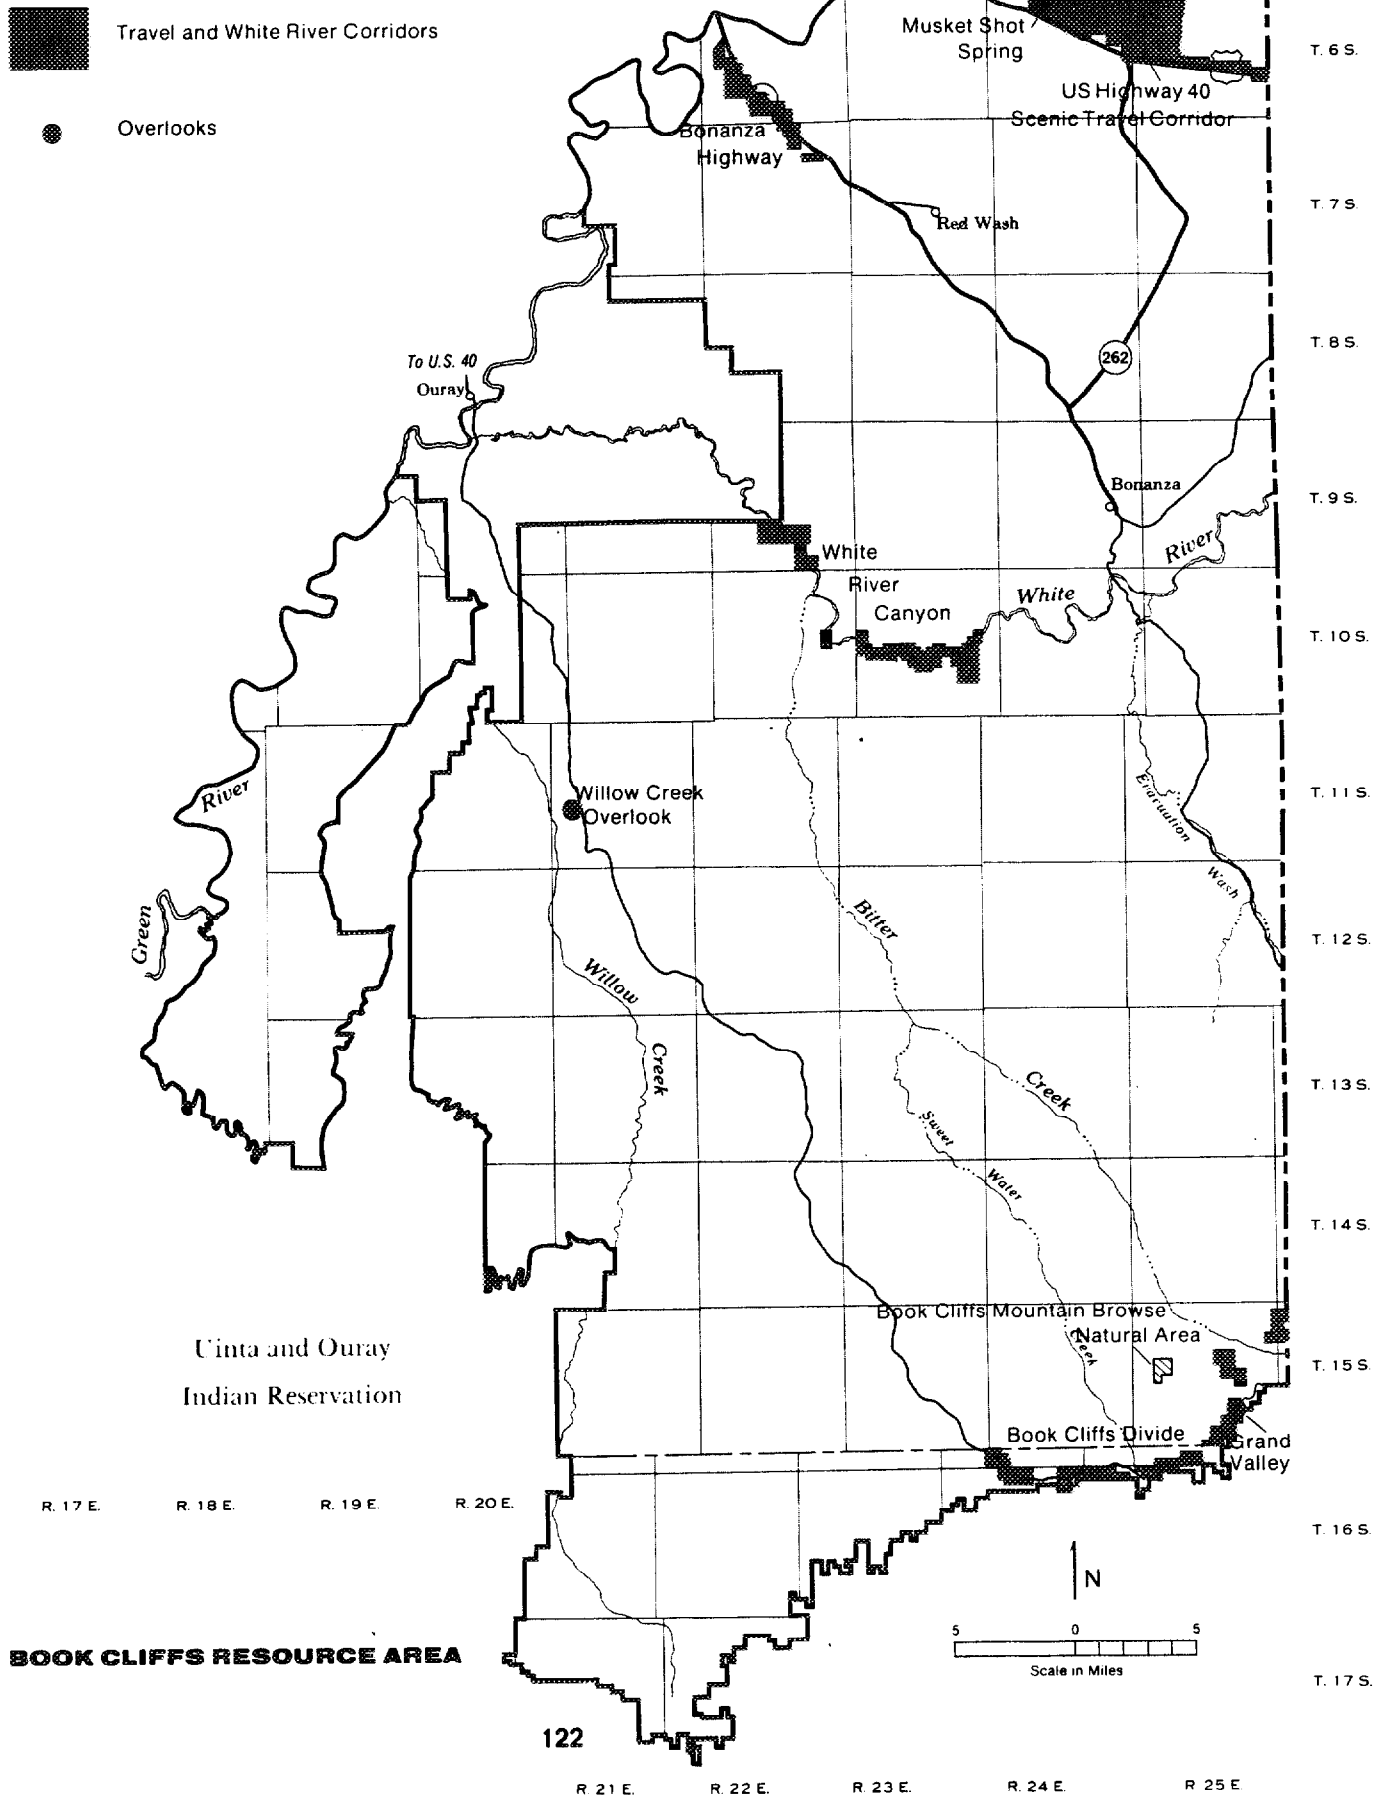 Travel and White River Corridors
Overlooks
Musket Shot
Spring
US Highway 40
Scenic Travel Corridor
Bonanza
Highway
Red Wash
To U.S. 40
Ouray
262
Bonanza
White
River
Canyon
White
River
Willow Creek
Overlook
River
Green
Evacuation
Wash
Bitter
Creek
Willow
Creek
Sweet
Water
Creek
Book Cliffs Mountain Browse
Natural Area
Book Cliffs Divide
Grand
Valley
Uinta and Ouray
Indian Reservation
T. 6 S.
T. 7 S.
T. 8 S.
T. 9 S.
T. 10 S.
T. 11 S.
T. 12 S.
T. 13 S.
T. 14 S.
T. 15 S.
T. 16 S.
T. 17 S.
R. 17 E.
R. 18 E.
R. 19 E.
R. 20 E.
N
5 0 5
Scale in Miles
BOOK CLIFFS RESOURCE AREA
122
R. 21 E.
R. 22 E.
R. 23 E.
R. 24 E.
R 25 E.